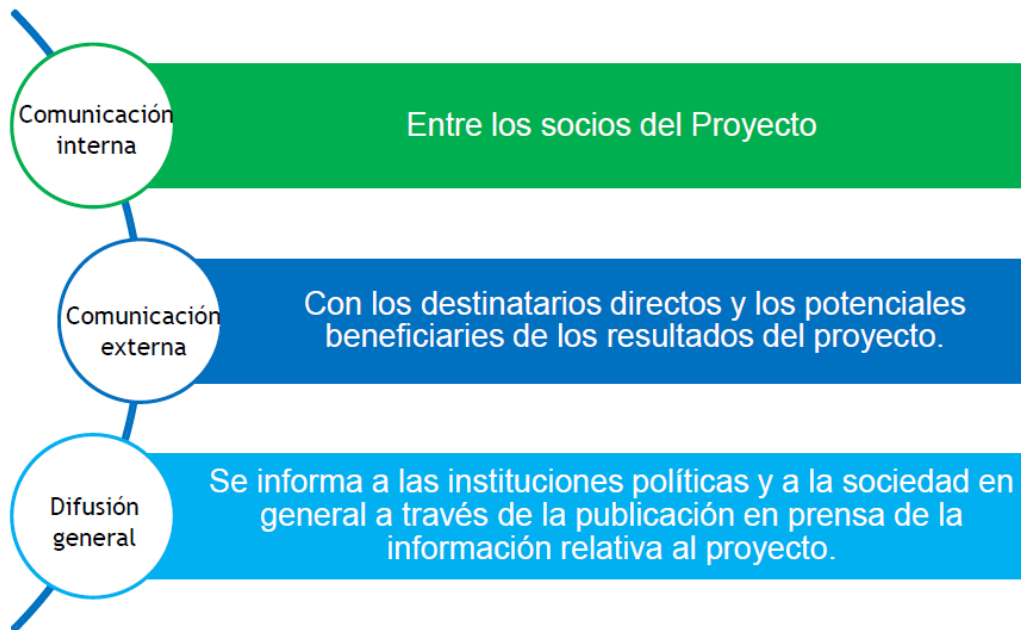 Comunicación
interna
Entre los socios del Proyecto
Comunicación
externa
Con los destinatarios directos y los potenciales
beneficiaries de los resultados del proyecto.
Difusión
general
Se informa a las instituciones políticas y a la sociedad en
general a través de la publicación en prensa de la
información relativa al proyecto.